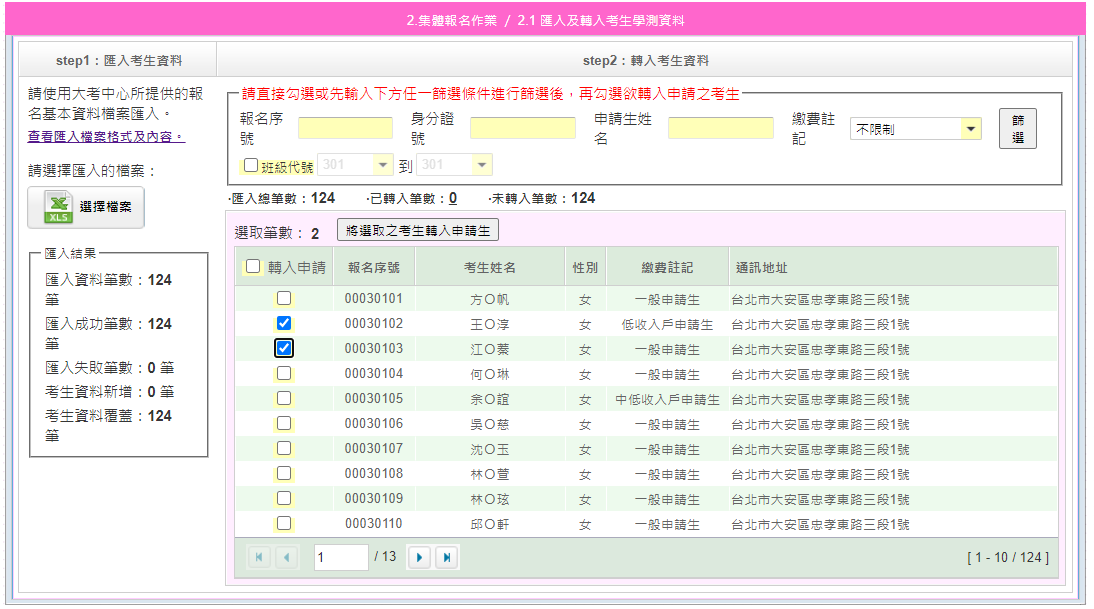 2.集體報名作業 / 2.1 匯入及轉入考生學測資料
step1：匯入考生資料
請使用大考中心所提供的報
名基本資料檔案匯入。
查看匯入檔案格式及內容。
請選擇匯入的檔案：
XLS 選擇檔案
匯入結果
匯入資料筆數：124
筆
匯入成功筆數：124
筆
匯入失敗筆數：0 筆
考生資料新增：0 筆
考生資料覆蓋：124
筆
step2：轉入考生資料
請直接勾選或先輸入下方任一篩選條件進行篩選後，再勾選欲轉入申請之考生
報名序
號
身分證
號
申請生姓
名
繳費註
記
不限制
篩
選
班級代號 301 到 301
‧匯入總筆數：124 ‧已轉入筆數：0 ‧未轉入筆數：124
選取筆數： 2 將選取之考生轉入申請生
轉入申請 報名序號 考生姓名 性別 繳費註記 通訊地址
00030101 方O帆 女 一般申請生 台北市大安區忠孝東路三段1號
00030102 王O淳 女 低收入戶申請生 台北市大安區忠孝東路三段1號
00030103 江O蓁 女 一般申請生 台北市大安區忠孝東路三段1號
00030104 何O琳 女 一般申請生 台北市大安區忠孝東路三段1號
00030105 余O誼 女 中低收入戶申請生 台北市大安區忠孝東路三段1號
00030106 吳O慈 女 一般申請生 台北市大安區忠孝東路三段1號
00030107 沈O玉 女 一般申請生 台北市大安區忠孝東路三段1號
00030108 林O萱 女 一般申請生 台北市大安區忠孝東路三段1號
00030109 林O玹 女 一般申請生 台北市大安區忠孝東路三段1號
00030110 邱O軒 女 一般申請生 台北市大安區忠孝東路三段1號
1 / 13 [ 1 - 10 / 124 ]